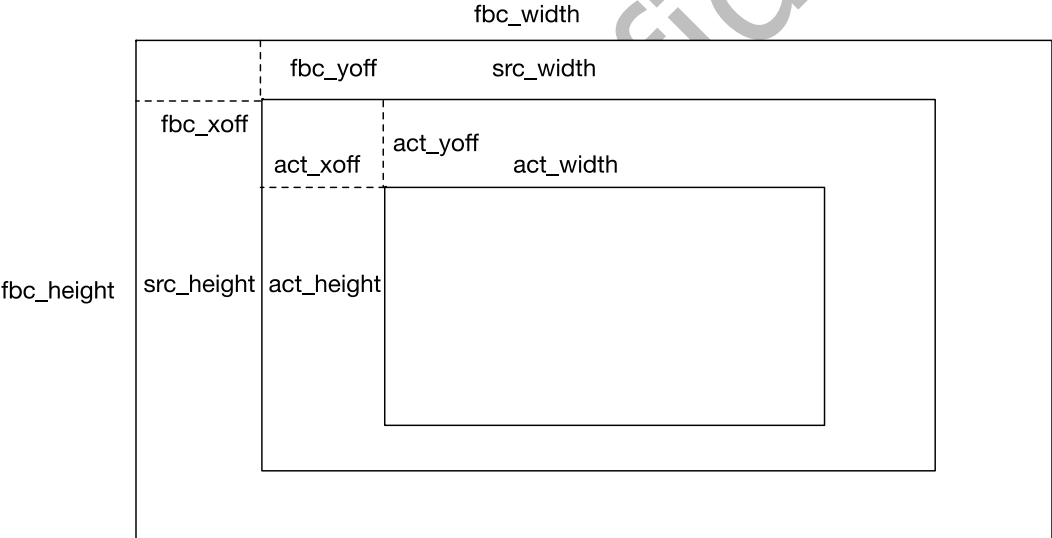 fbc_width
fbc_yoff
src_width
fbc_xoff
act_yoff
act_xoff
act_width
fbc_height
src_height
act_height